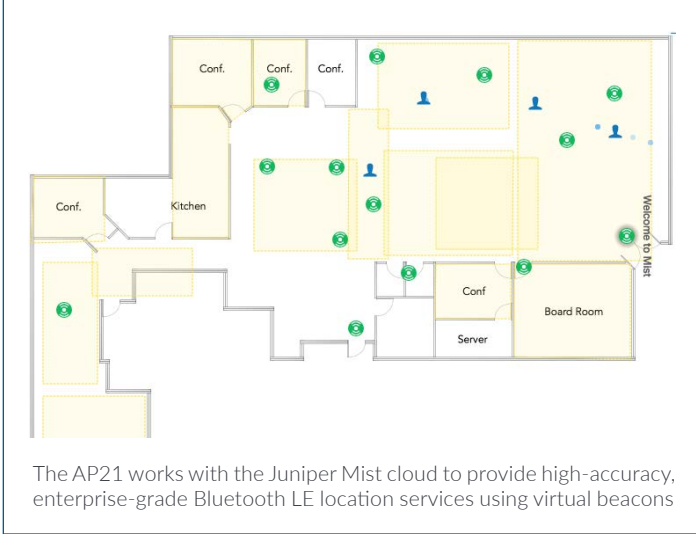 Conf.
Conf.
Conf.
Conf.
Kitchen
Welcome to Mist
Conf
Board Room
Server
The AP21 works with the Juniper Mist cloud to provide high-accuracy,
enterprise-grade Bluetooth LE location services using virtual beacons